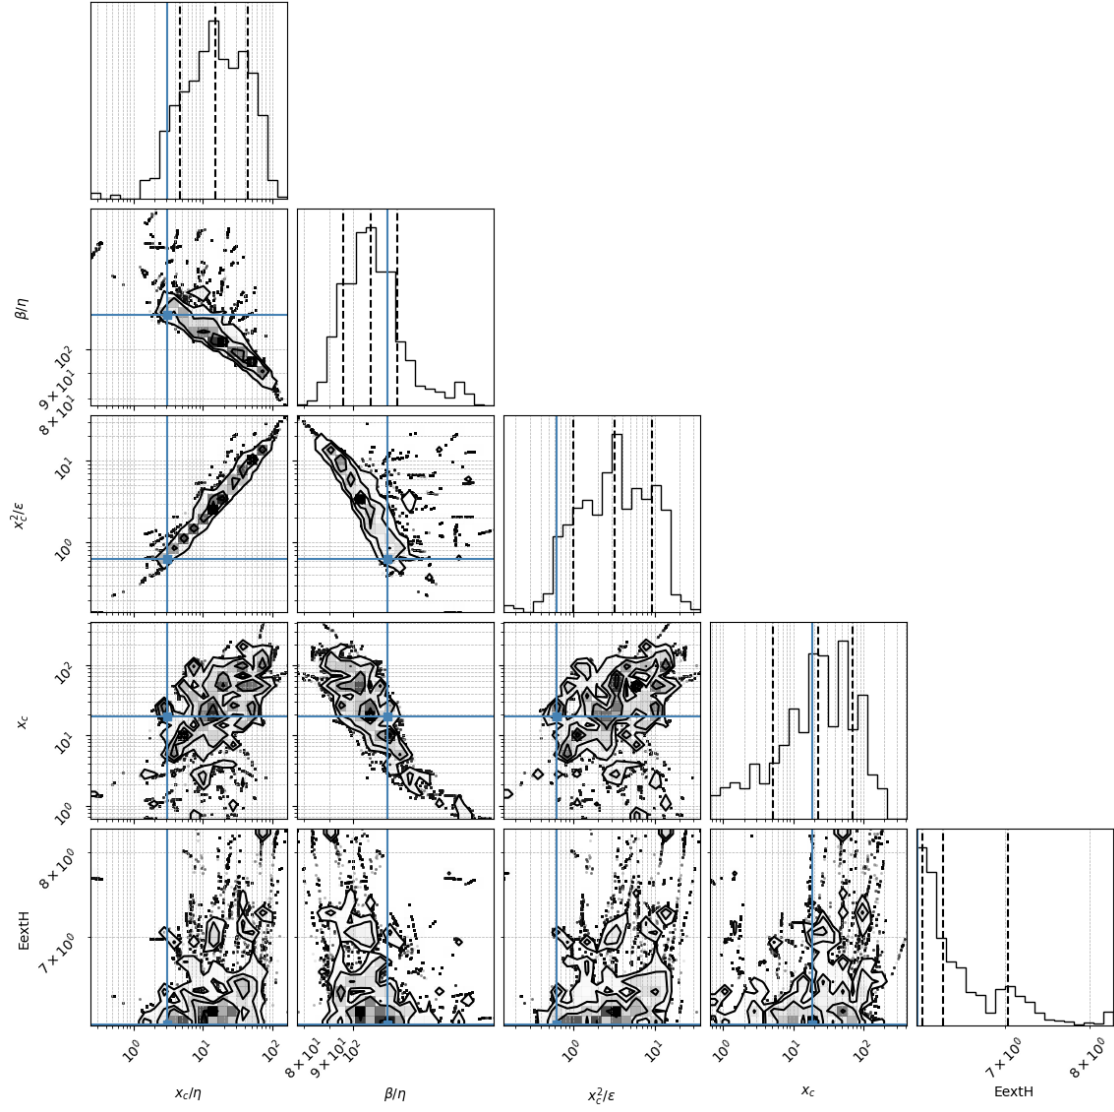 β/η
10²
9 × 10¹
8 × 10¹
x_c²/ε
10¹
10⁰
x_c
10²
10¹
10⁰
EextH
8 × 10⁰
7 × 10⁰
10⁰ 10¹ 10²
8 × 10¹ 9 × 10¹ 10²
10⁰ 10¹
10⁰ 10¹ 10²
7 × 10⁰ 8 × 10⁰
x_c/η β/η x_c²/ε x_c EextH